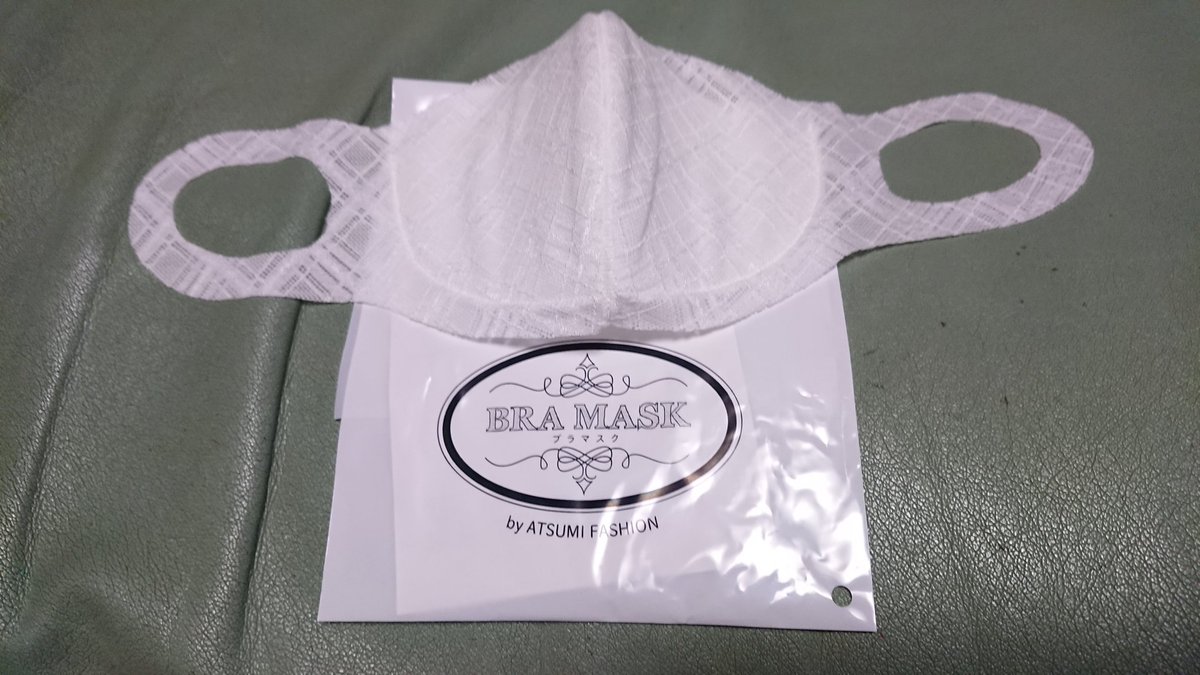 BRA MASK
ブラマスク
by ATSUMI FASHION